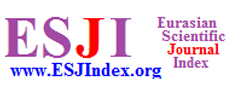 ESJI
www.ESJIndex.org
Eurasian
Scientific
Journal
Index